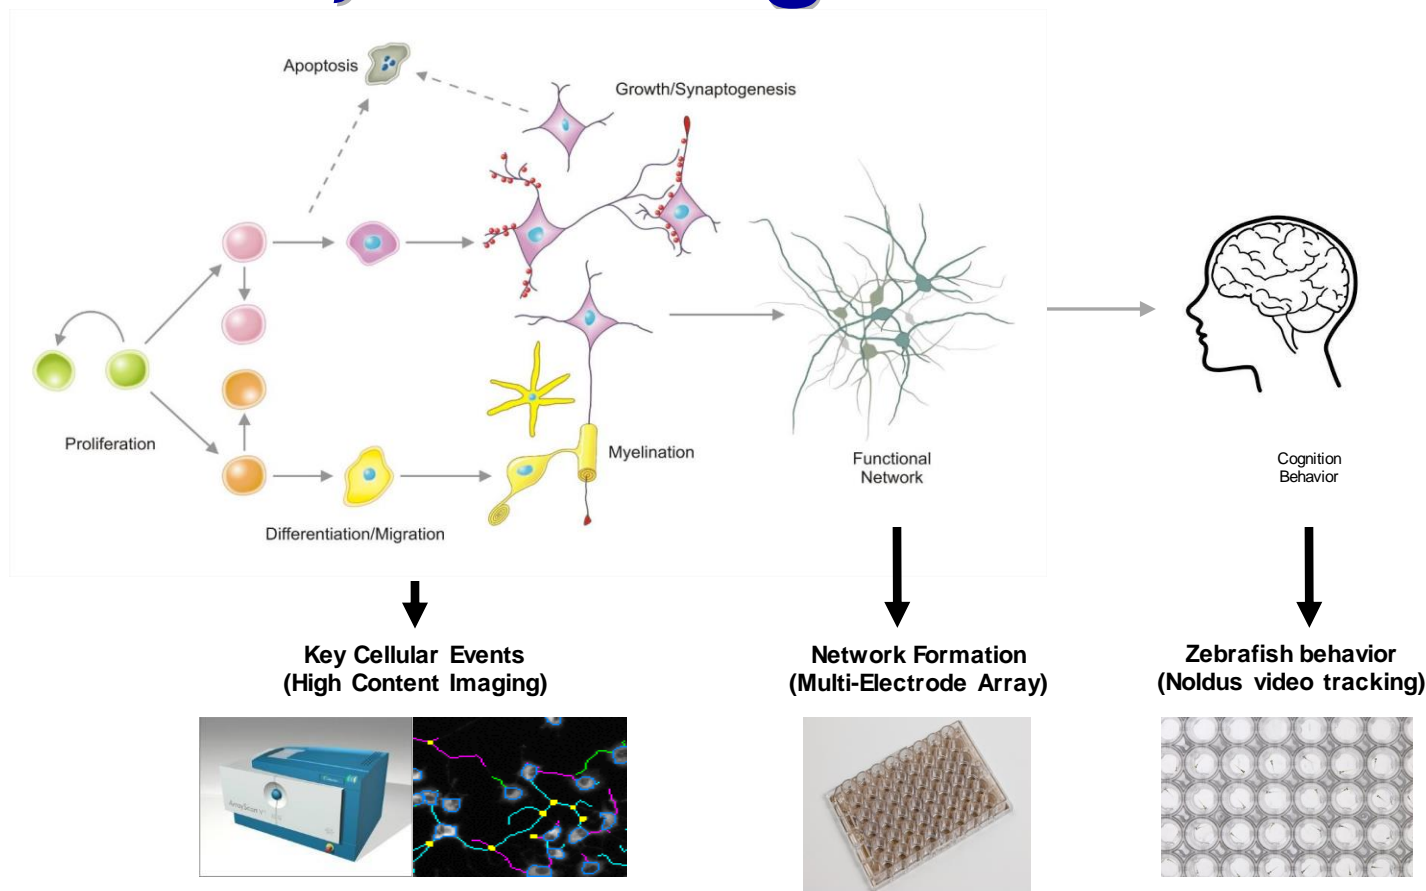 Apoptosis
Growth/Synaptogenesis
Proliferation
Myelination
Differentiation/Migration
Functional
Network
Cognition
Behavior
Key Cellular Events
(High Content Imaging)
Network Formation
(Multi-Electrode Array)
Zebrafish behavior
(Noldus video tracking)
ArrayScan